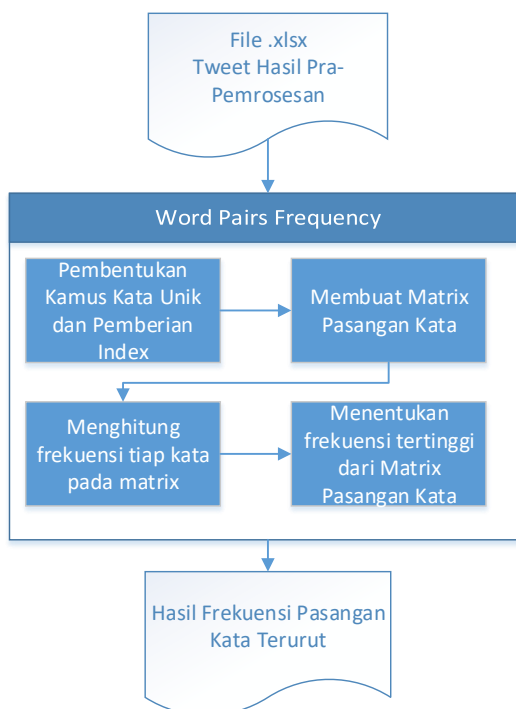 File .xlsx
Tweet Hasil Pra-
Pemrosesan
Word Pairs Frequency
Pembentukan
Kamus Kata Unik
dan Pemberian
Index
Membuat Matrix
Pasangan Kata
Menghitung
frekuensi tiap kata
pada matrix
Menentukan
frekuensi tertinggi
dari Matrix
Pasangan Kata
Hasil Frekuensi Pasangan
Kata Terurut